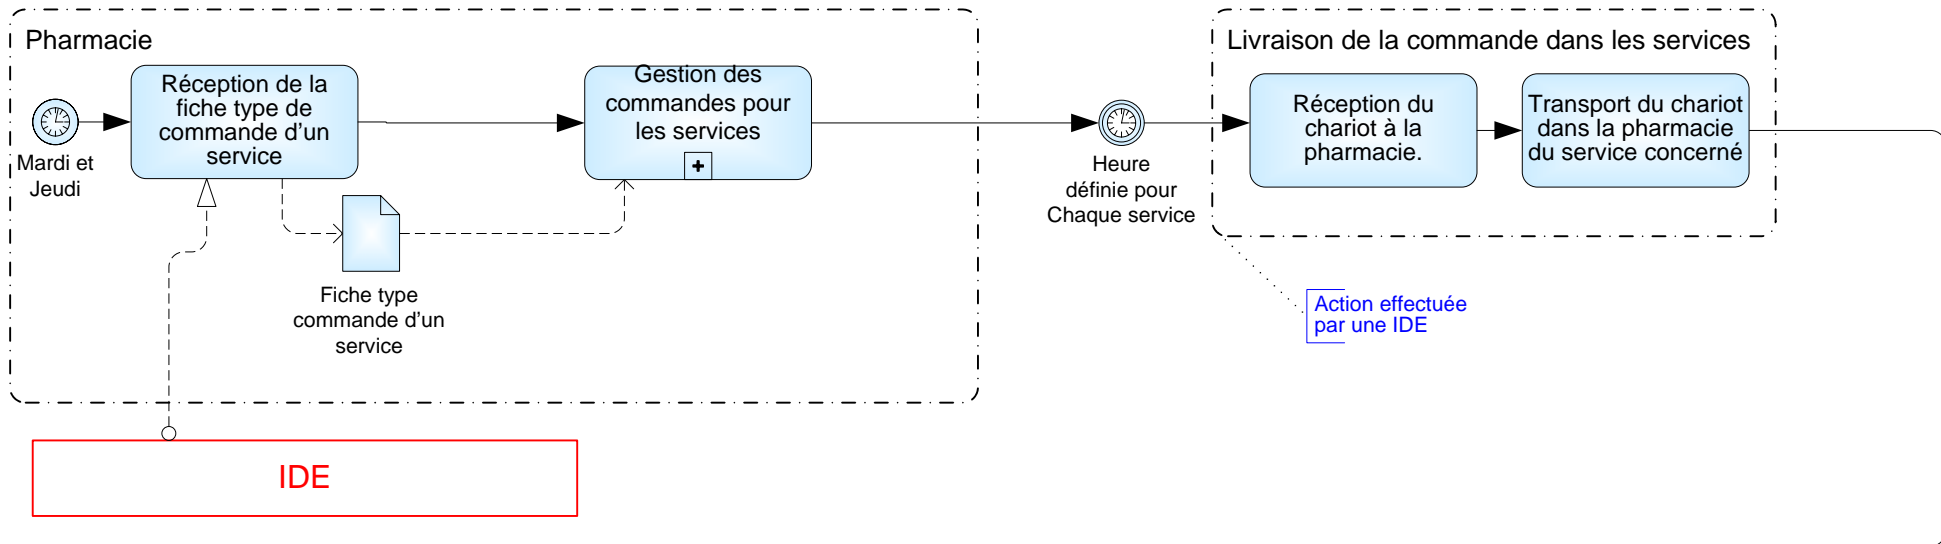 Pharmacie
Réception de la
fiche type de
commande d'un
service
Mardi et
Jeudi
Gestion des
commandes pour
les services
Fiche type
commande d'un
service
IDE
Heure
définie pour
Chaque service
Livraison de la commande dans les services
Réception du
chariot à la
pharmacie.
Transport du chariot
dans la pharmacie
du service concerné
Action effectuée
par une IDE